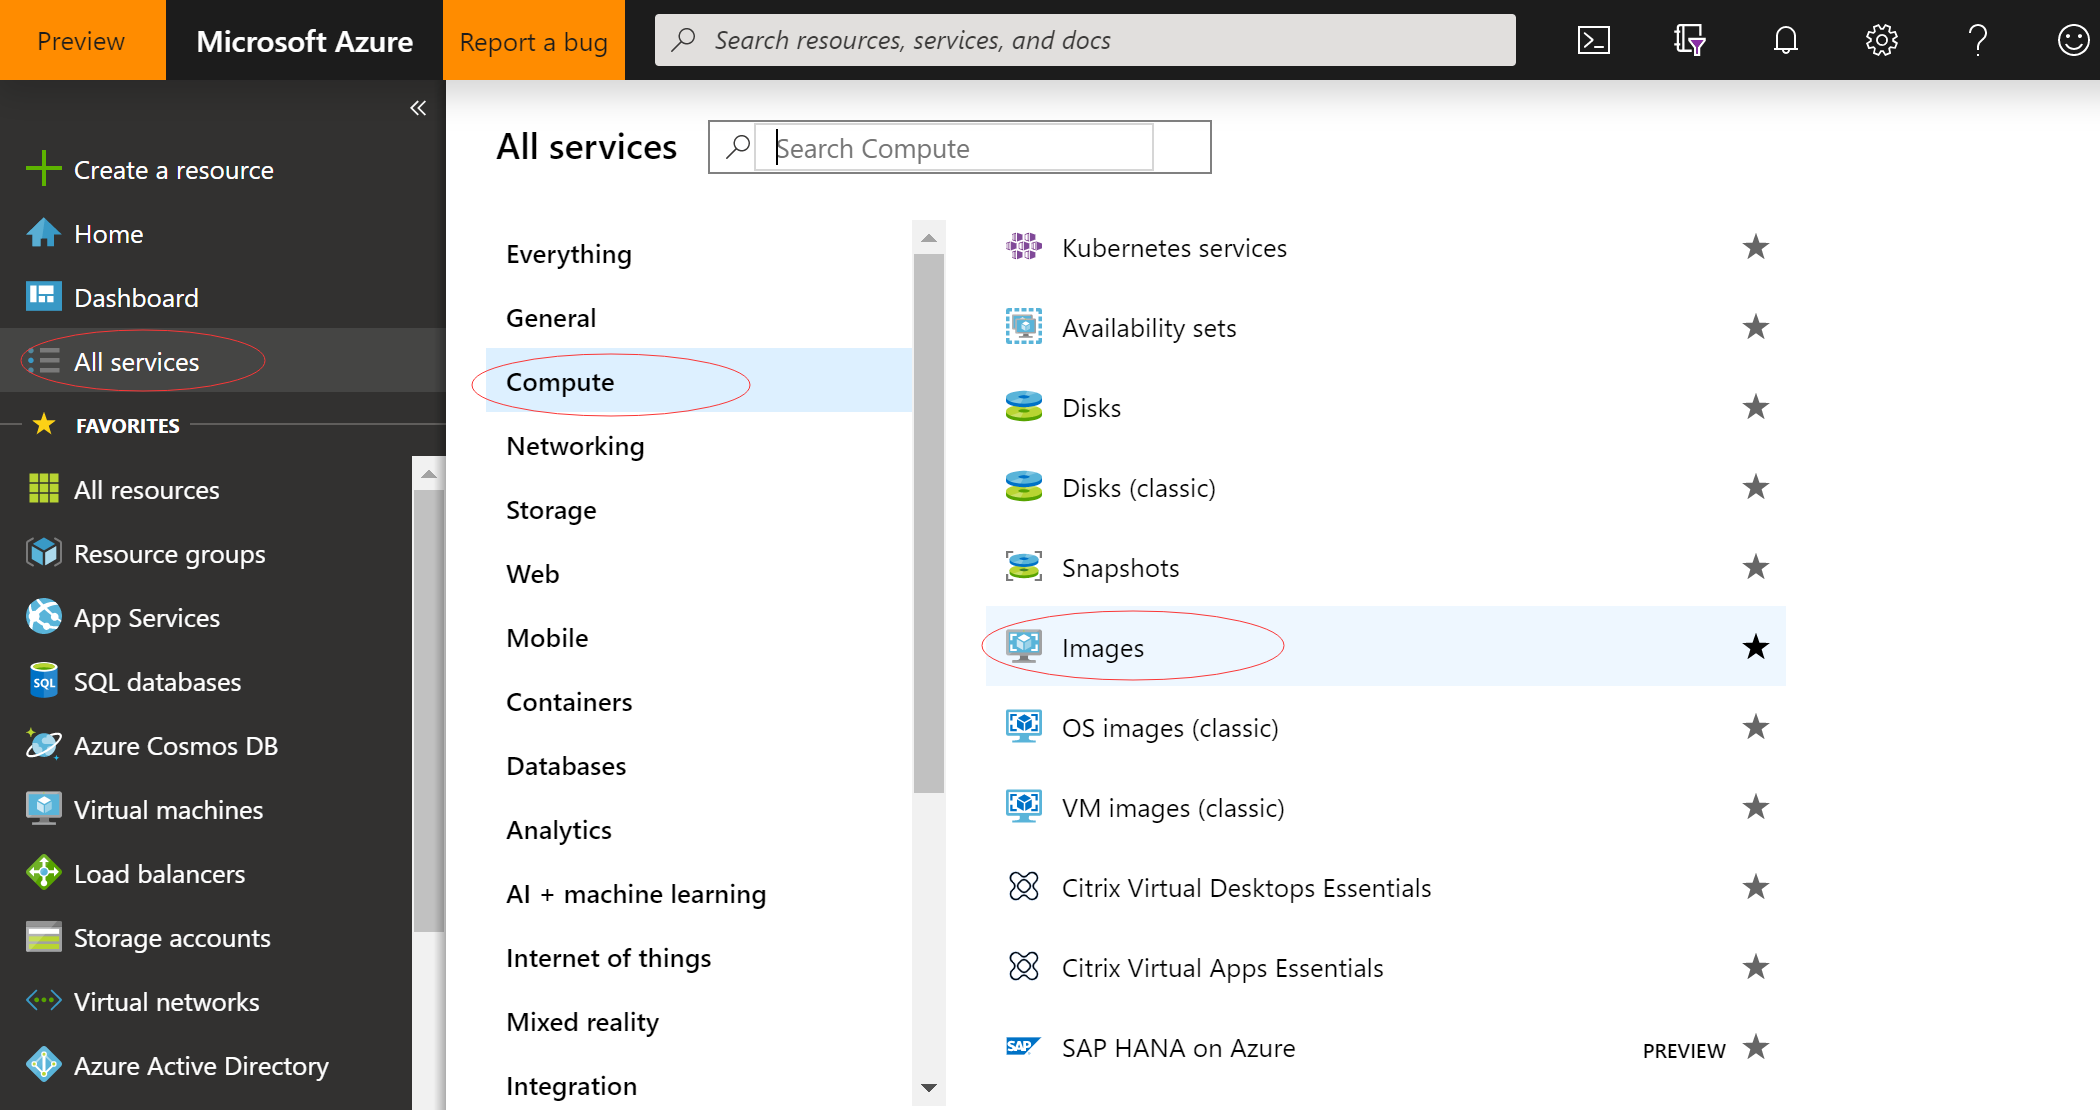 Preview
Microsoft Azure
Report a bug
Search resources, services, and docs
Create a resource
Home
Dashboard
All services
FAVORITES
All resources
Resource groups
App Services
SQL
SQL databases
Azure Cosmos DB
Virtual machines
Load balancers
Storage accounts
Virtual networks
Azure Active Directory
All services
Search Compute
Everything
General
Compute
Networking
Storage
Web
Mobile
Containers
Databases
Analytics
AI + machine learning
Internet of things
Mixed reality
Integration
Kubernetes services
Availability sets
Disks
Disks (classic)
Snapshots
Images
OS images (classic)
VM images (classic)
Citrix Virtual Desktops Essentials
Citrix Virtual Apps Essentials
SAP SAP HANA on Azure PREVIEW